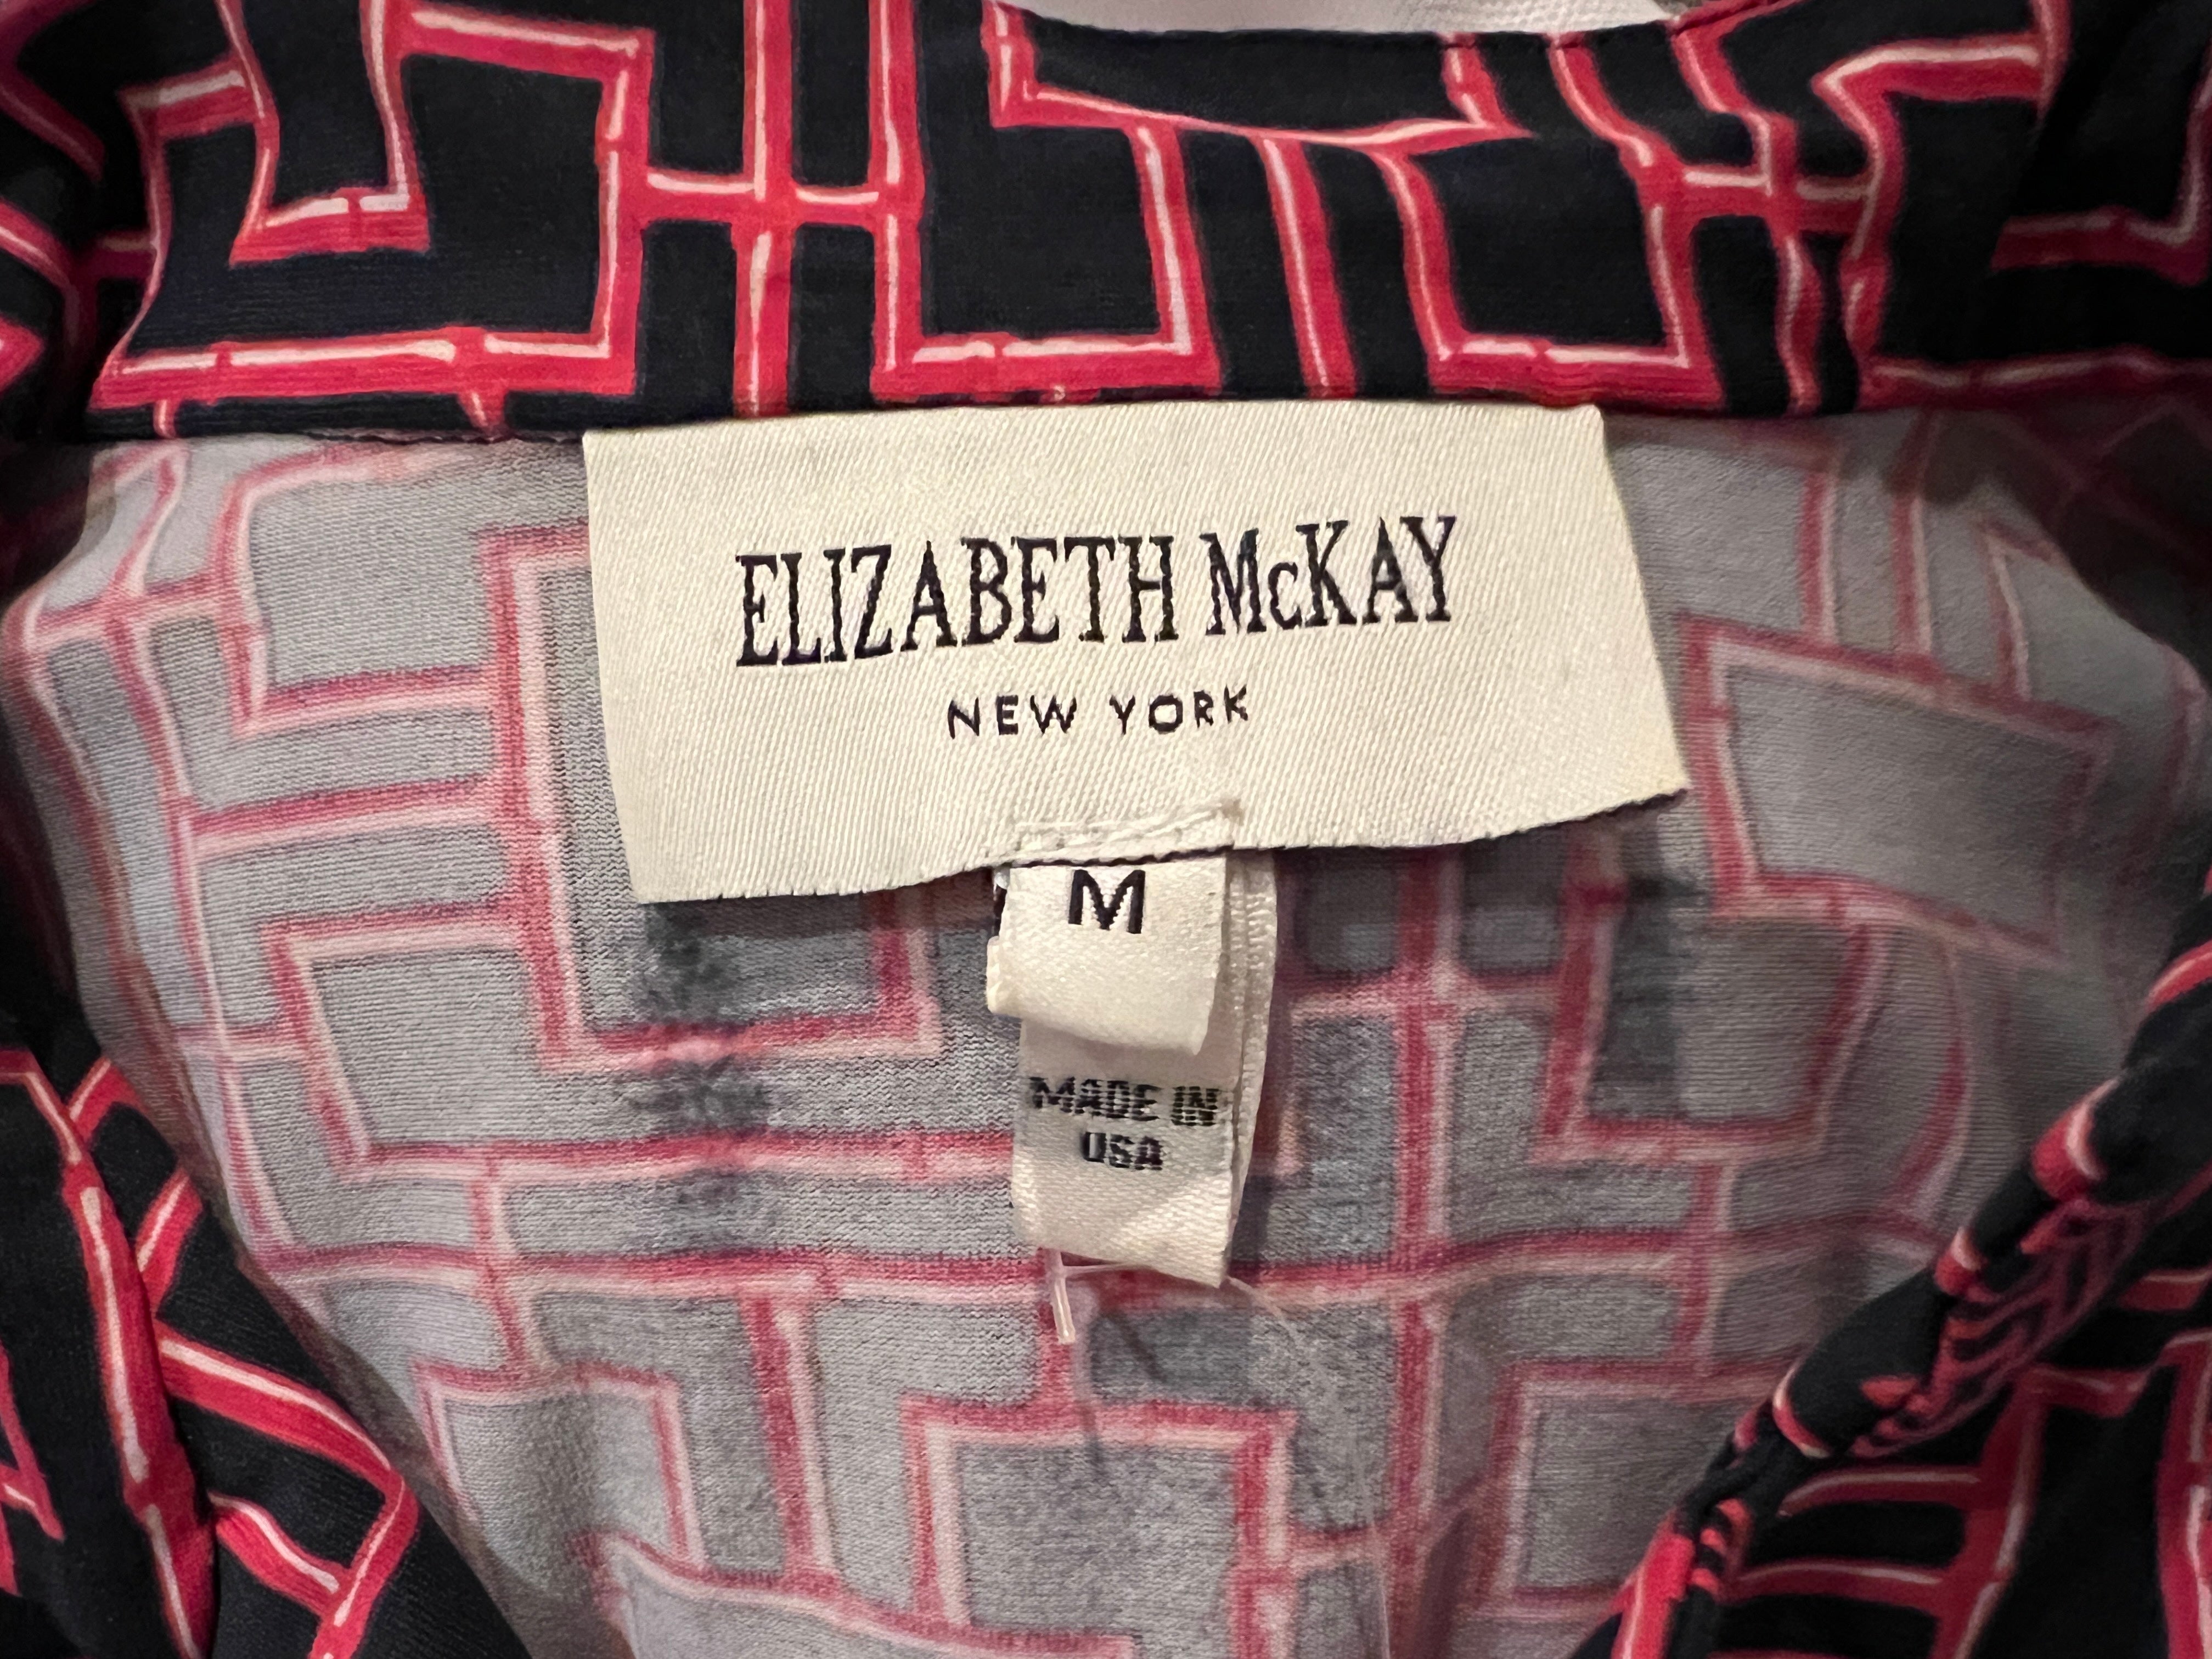 ELIZABETH McKAY
NEW YORK
M
MADE IN
USA